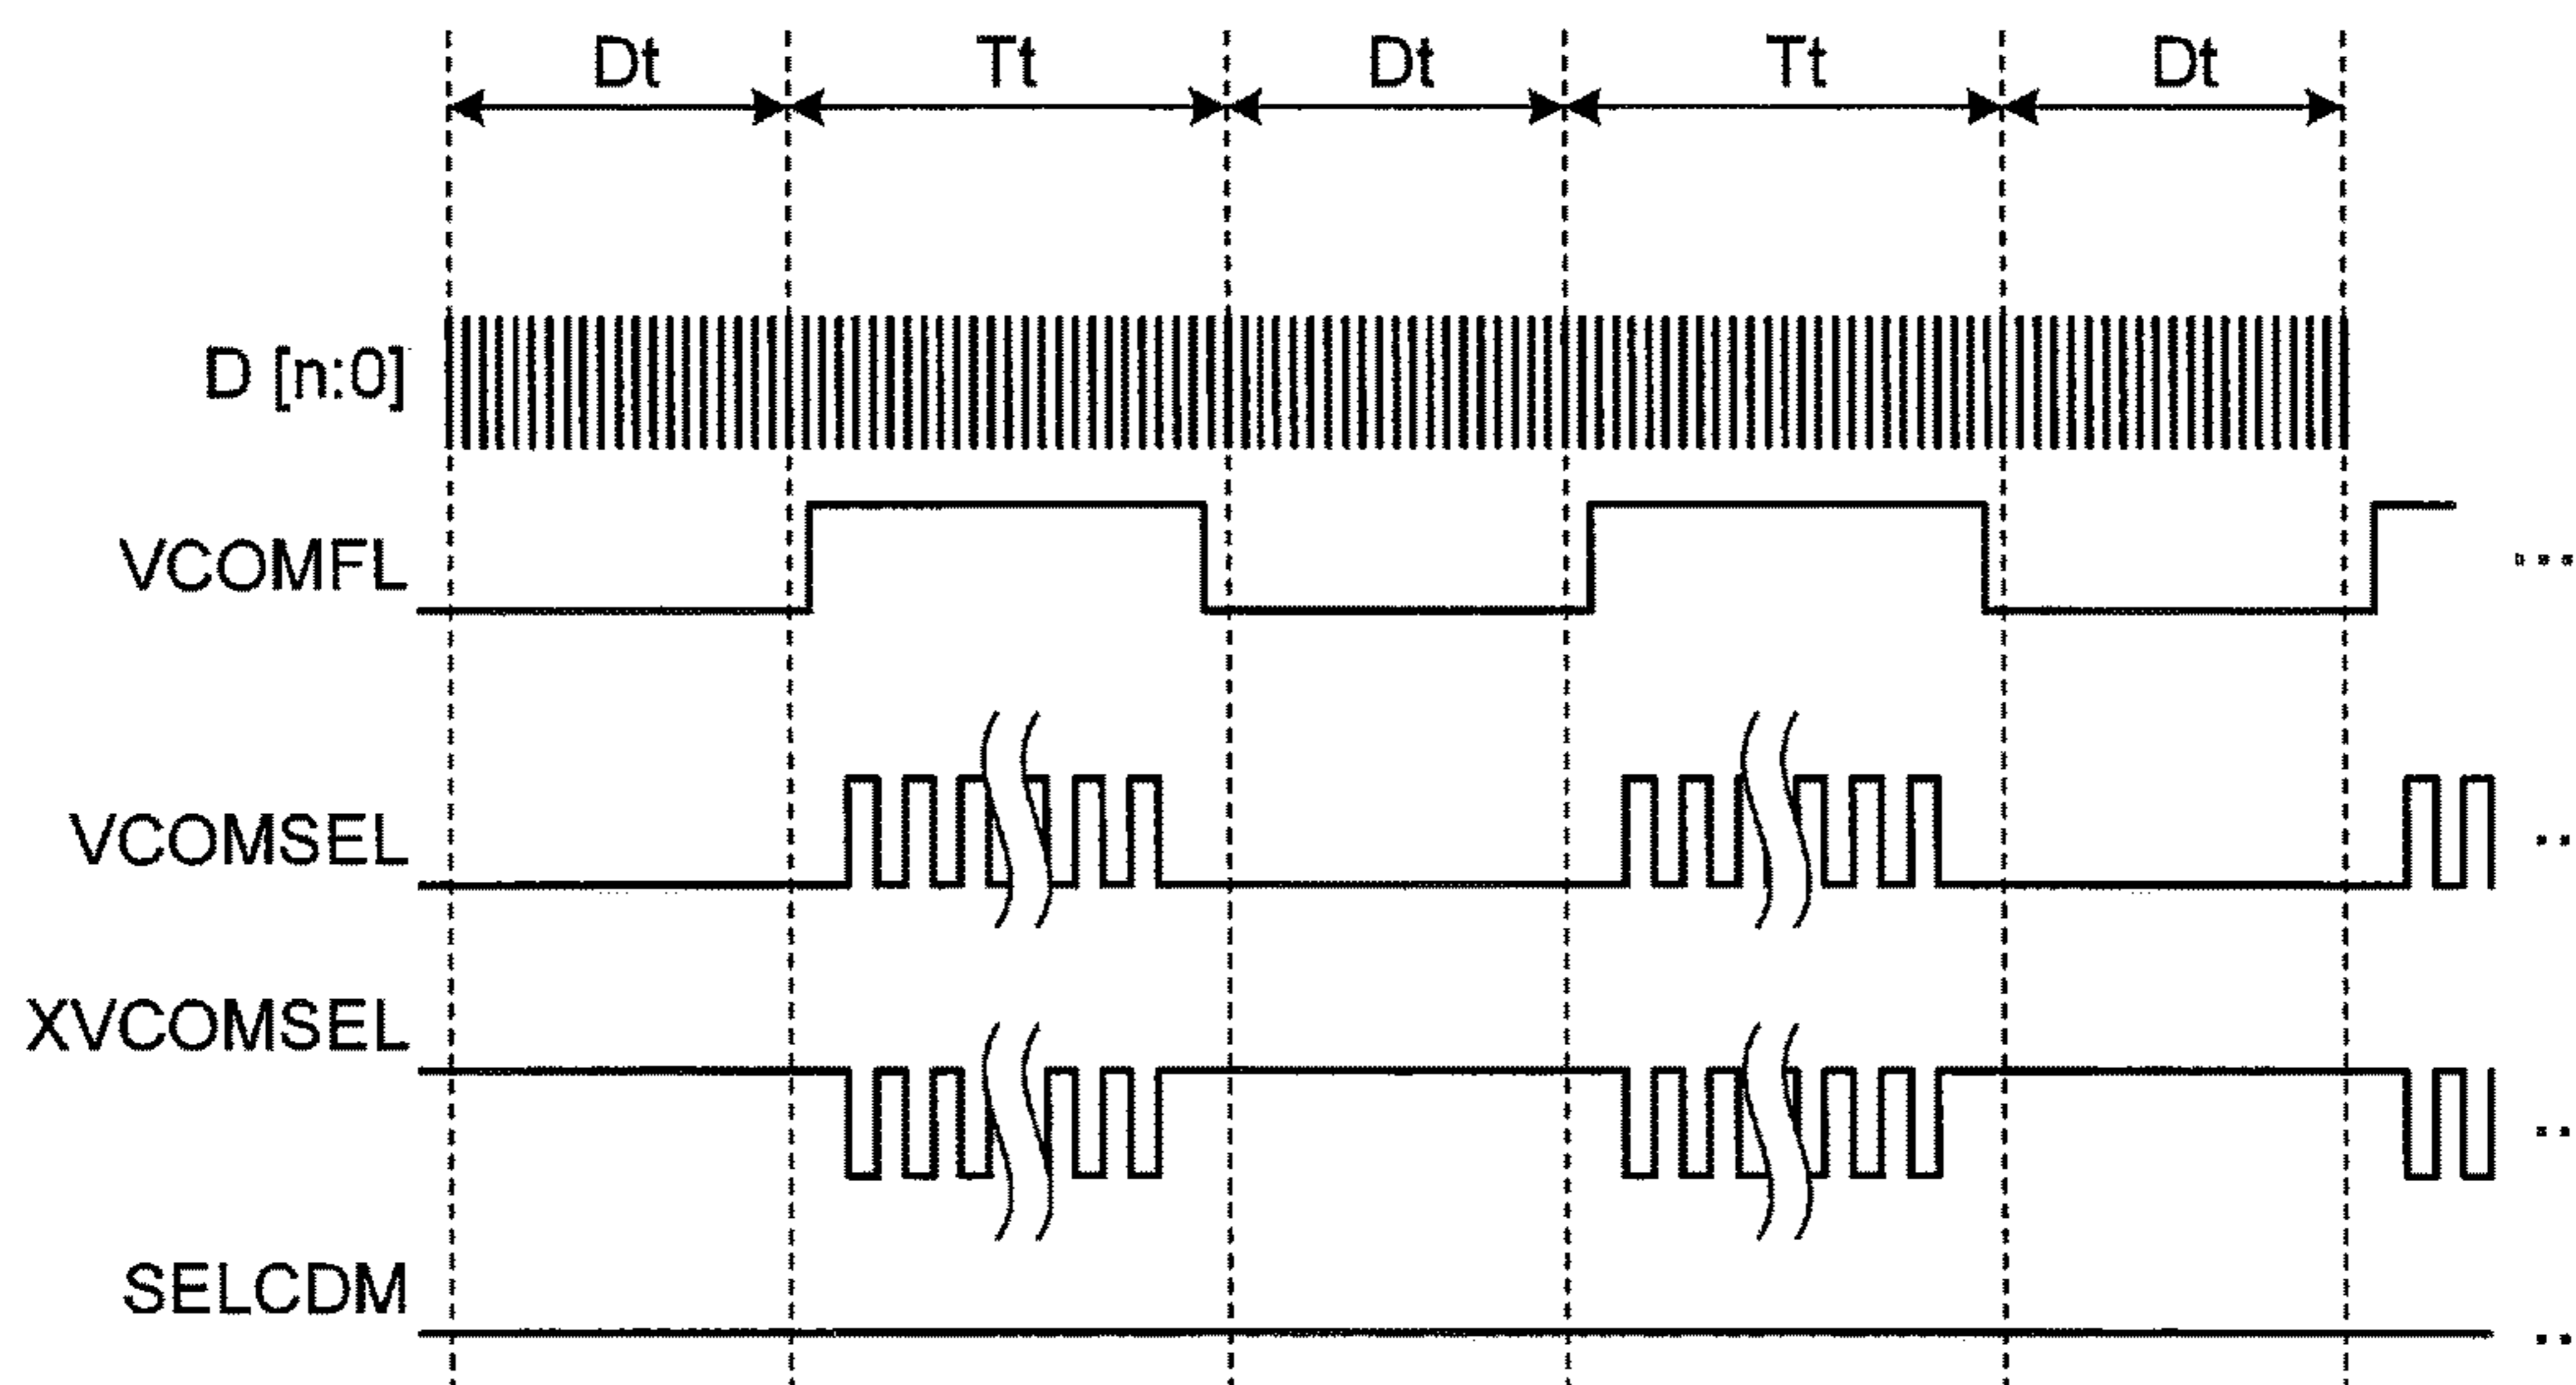 Dt Tt Dt Tt Dt
D [n:0]
VCOMFL
VCOMSEL
XVCOMSEL
SELCDM